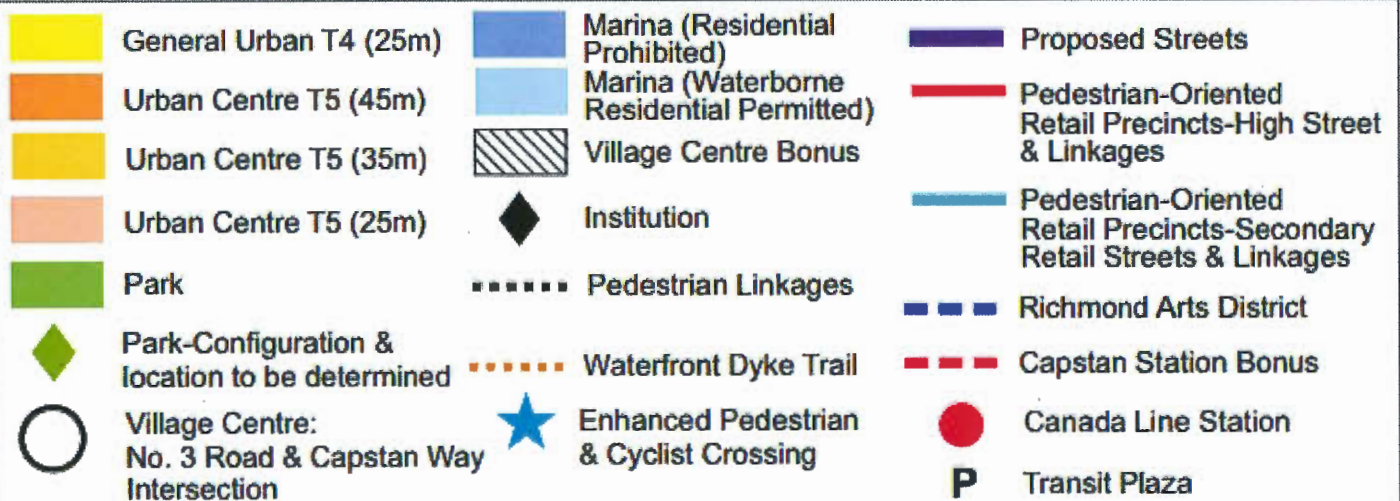 General Urban T4 (25m)
Urban Centre T5 (45m)
Urban Centre T5 (35m)
Urban Centre T5 (25m)
Park
Park-Configuration &
location to be determined
Village Centre:
No. 3 Road & Capstan Way
Intersection
Marina (Residential
Prohibited)
Marina (Waterborne
Residential Permitted)
Village Centre Bonus
Institution
Pedestrian Linkages
Waterfront Dyke Trail
Enhanced Pedestrian
& Cyclist Crossing
Proposed Streets
Pedestrian-Oriented
Retail Precincts-High Street
& Linkages
Pedestrian-Oriented
Retail Precincts-Secondary
Retail Streets & Linkages
Richmond Arts District
Capstan Station Bonus
Canada Line Station
P Transit Plaza